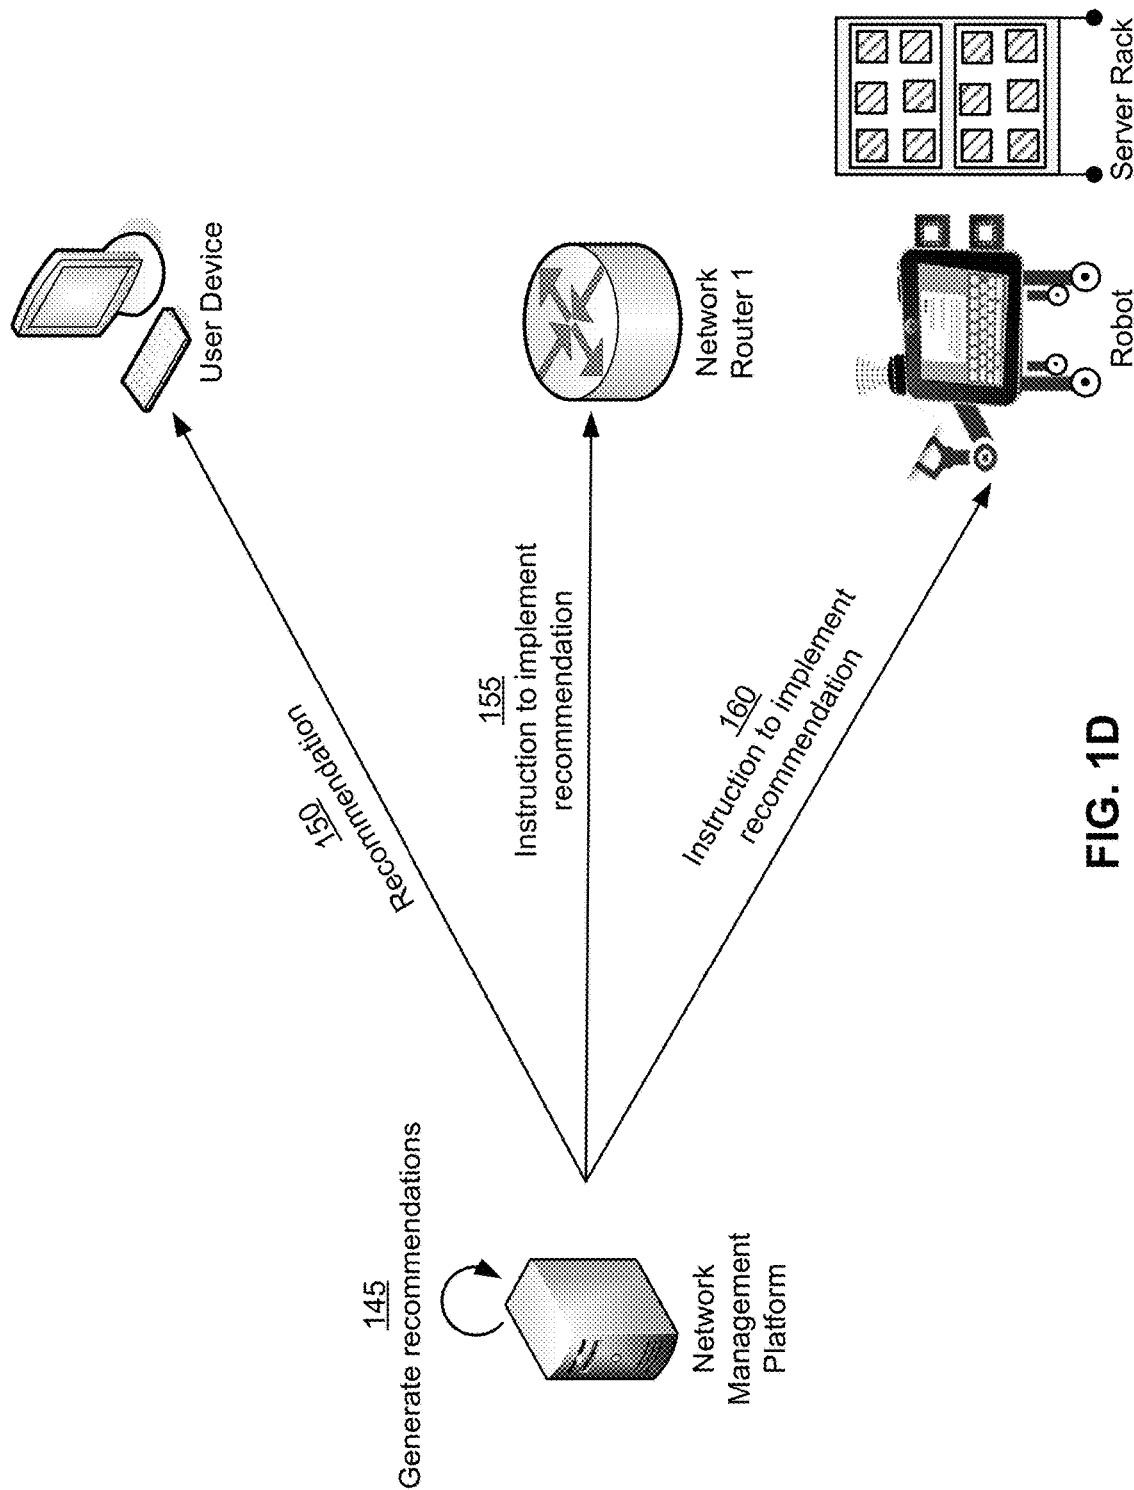 145
Generate recommendations
Network
Management
Platform
150
Recommendation
User Device
155
Instruction to implement
recommendation
Network
Router 1
160
Instruction to implement
recommendation
Robot
Server Rack
FIG. 1D